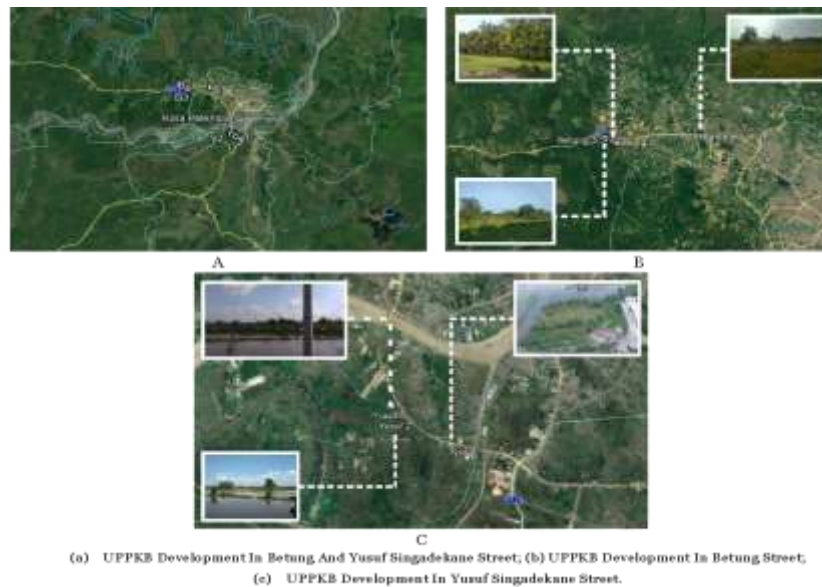 A
B
C
(a) UPPKB Development In Betung And Yusuf Singadekane Street; (b) UPPKB Development In Betung Street;
(c) UPPKB Development In Yusuf Singadekane Street.